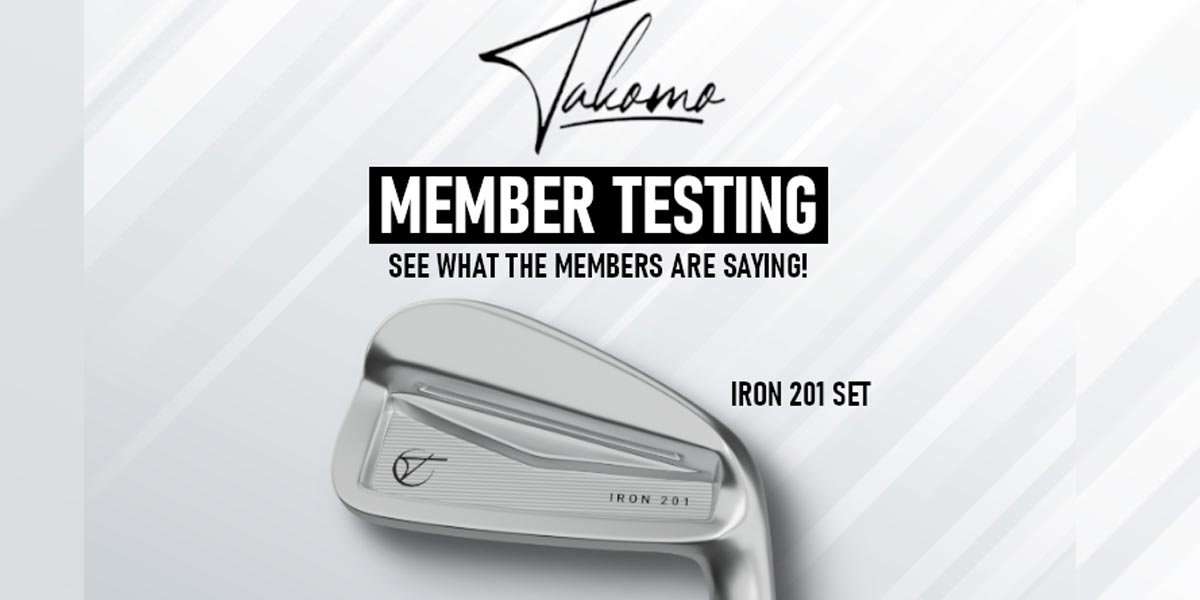 Takomo
MEMBER TESTING
SEE WHAT THE MEMBERS ARE SAYING!
IRON 201 SET
IRON 201